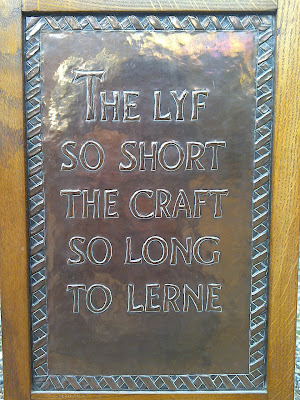 THE LYF
SO SHORT
THE CRAFT
SO LONG
TO LERNE